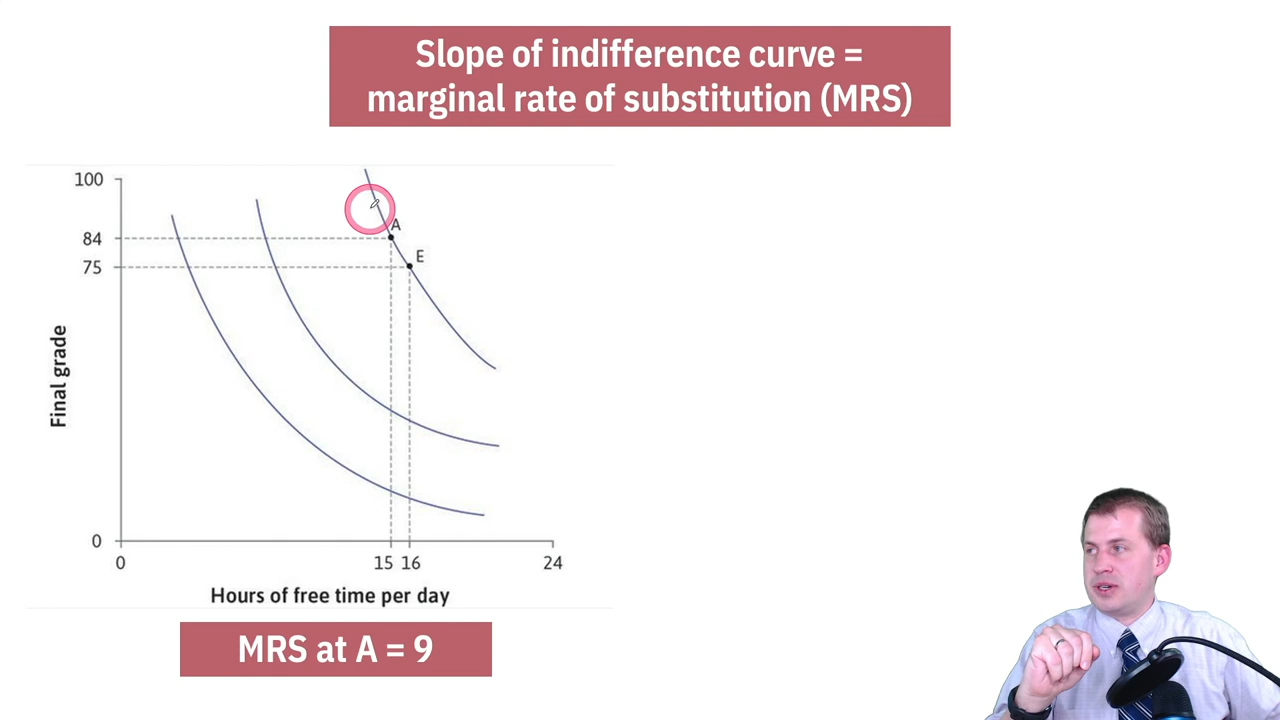 Slope of indifference curve =
marginal rate of substitution (MRS)
100
84
75
0
Final grade
A
E
0
15
16
24
Hours of free time per day
MRS at A = 9